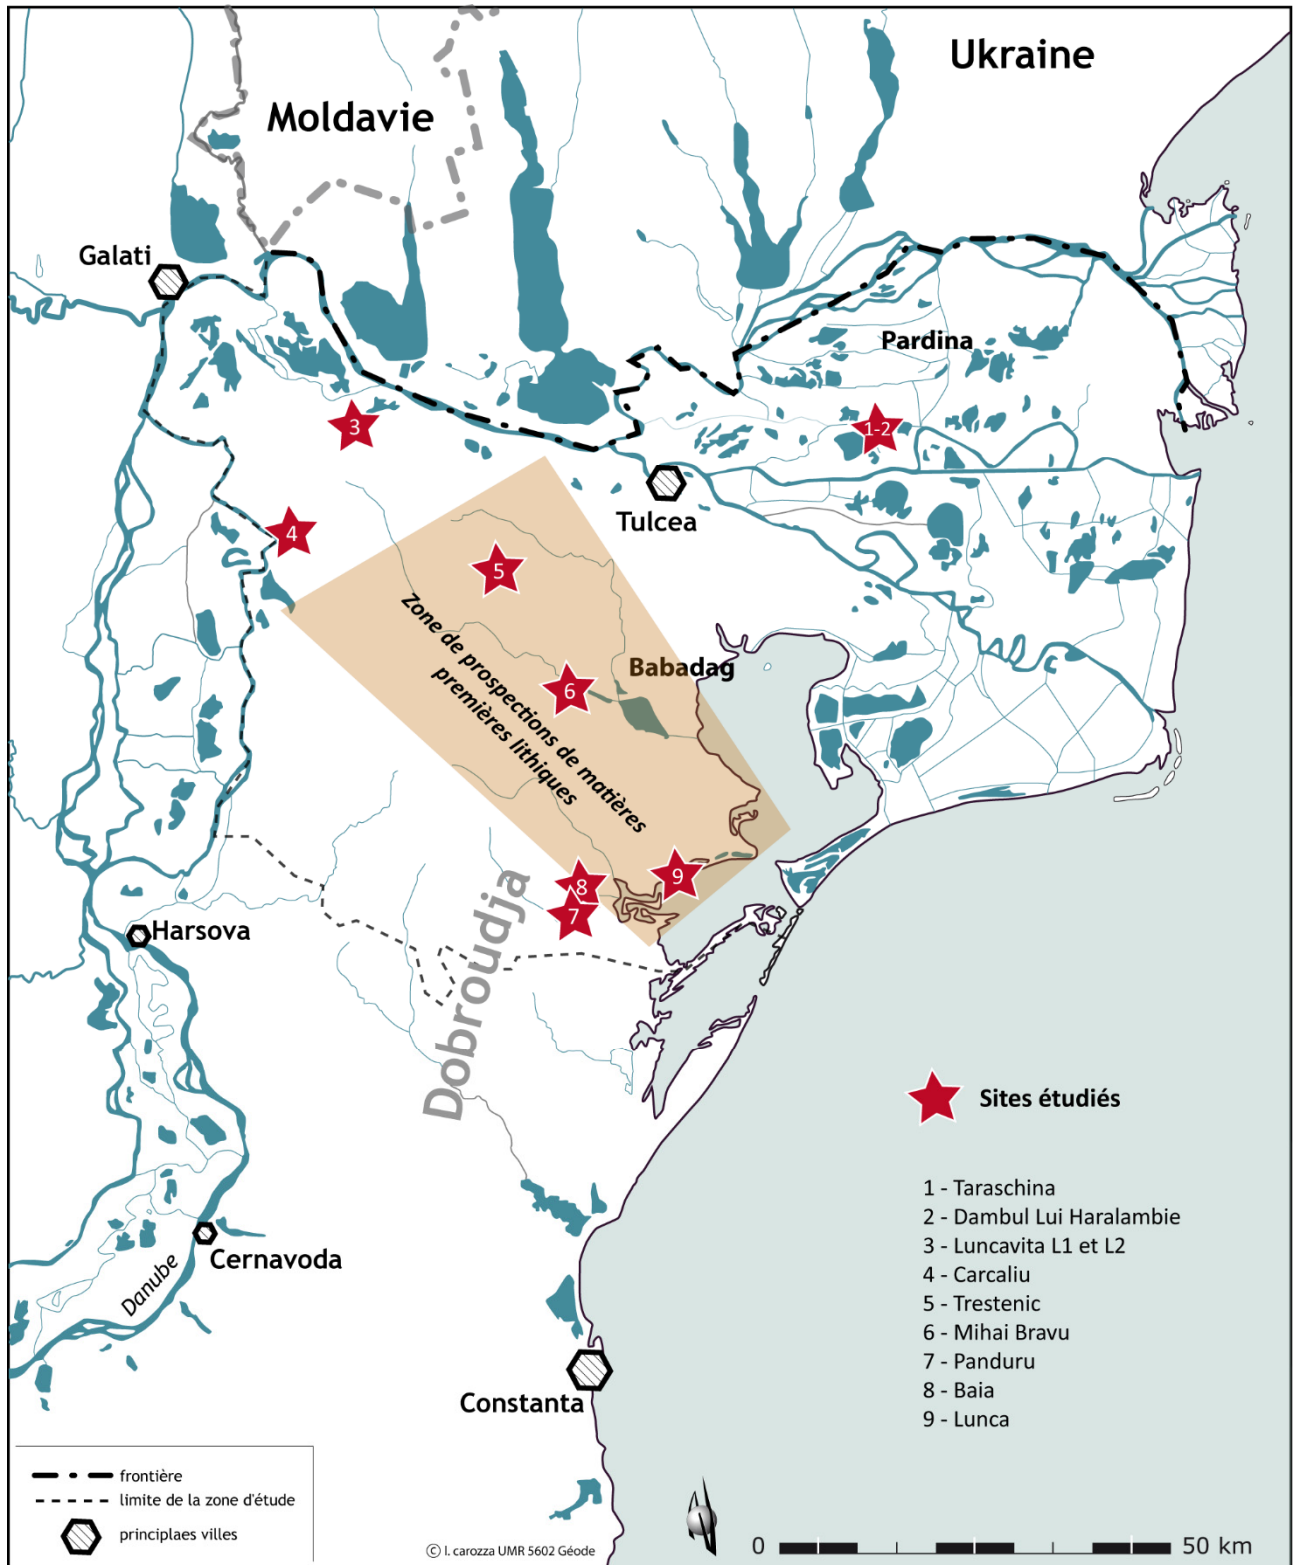 Ukraine
Moldavie
Galati
Pardina
3
1-2
Tulcea
4
5
Zone de prospections de matières
premières lithiques
Babadag
6
8
9
7
Harsova
Dobroudja
Sites étudiés
1 - Taraschina
2 - Dambul Lui Haralambie
3 - Luncavita L1 et L2
4 - Carcaliu
5 - Trestenic
6 - Mihai Bravu
7 - Panduru
8 - Baia
9 - Lunca
Cernavoda
Danube
Constanta
frontière
limite de la zone d'étude
principlaes villes
© l. carozza UMR 5602 Géode
0 50 km